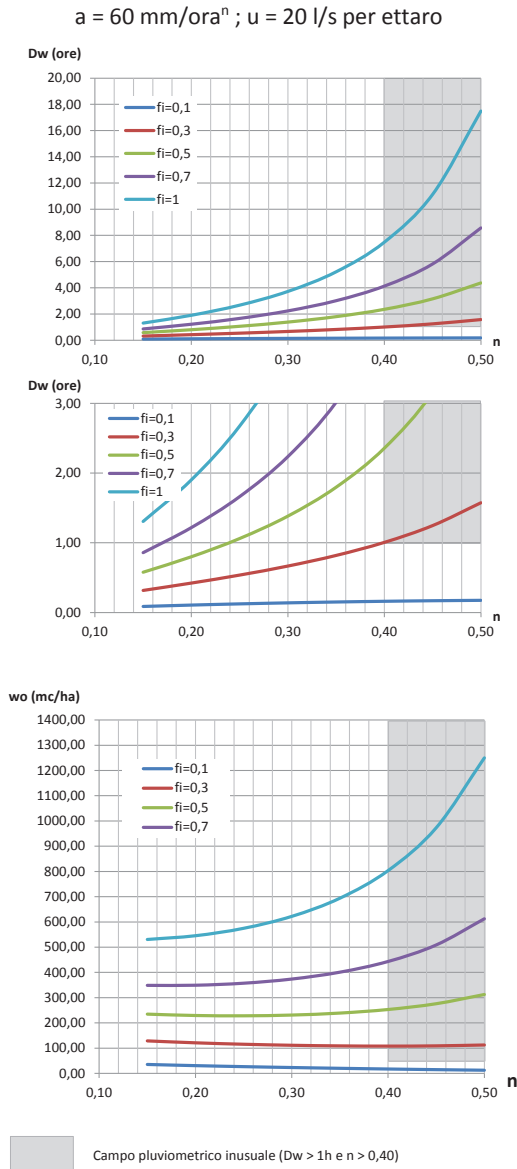 a = 60 mm/oraⁿ ; u = 20 l/s per ettaro
Dw (ore)
20,00
18,00
16,00
14,00
12,00
10,00
8,00
6,00
4,00
2,00
0,00
fi=0,1
fi=0,3
fi=0,5
fi=0,7
fi=1
0,10 0,20 0,30 0,40 0,50
n
Dw (ore)
3,00
2,00
1,00
0,00
fi=0,1
fi=0,3
fi=0,5
fi=0,7
fi=1
0,10 0,20 0,30 0,40 0,50
n
wo (mc/ha)
1400,00
1300,00
1200,00
1100,00
1000,00
900,00
800,00
700,00
600,00
500,00
400,00
300,00
200,00
100,00
0,00
fi=0,1
fi=0,3
fi=0,5
fi=0,7
0,10 0,20 0,30 0,40 0,50
n
Campo pluviometrico inusuale (Dw > 1h e n > 0,40)